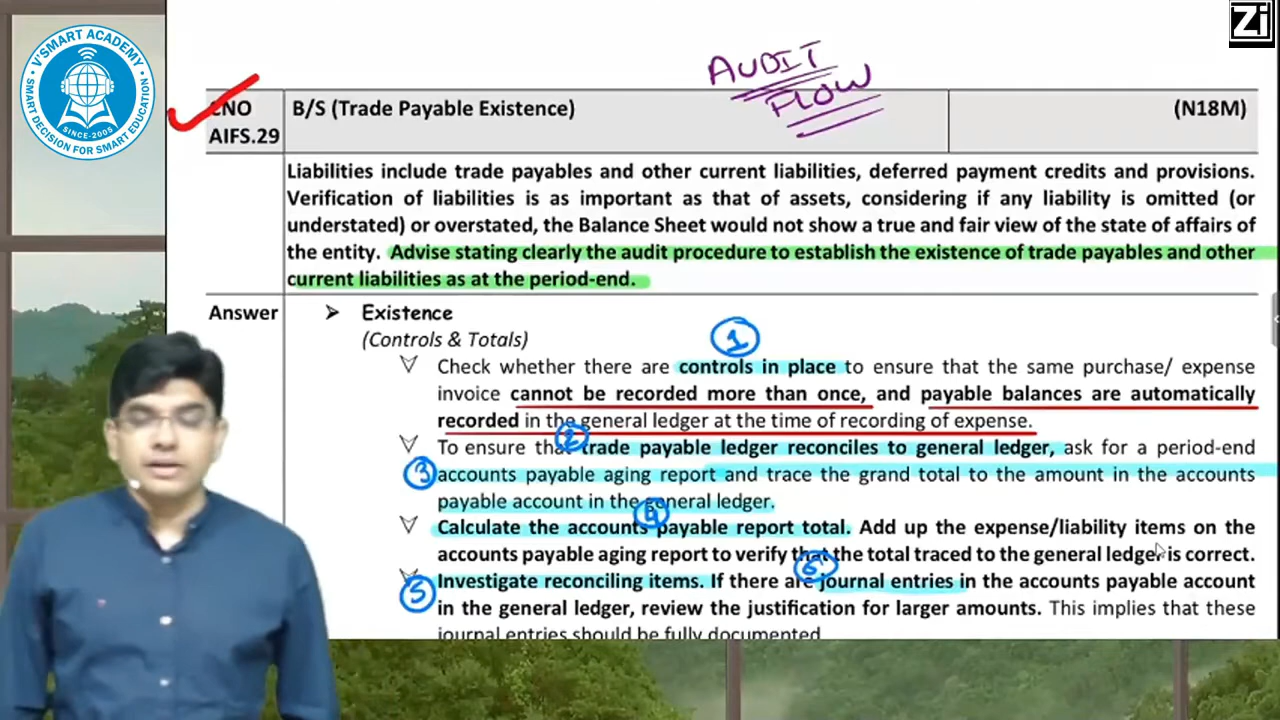 V'SMART ACADEMY
SINCE-2005
SMART DECISION FOR SMART EDUCATION
Zi
AUDIT
FLOW
CNO
AIFS.29
B/S (Trade Payable Existence)
(N18M)
Liabilities include trade payables and other current liabilities, deferred payment credits and provisions.
Verification of liabilities is as important as that of assets, considering if any liability is omitted (or
understated) or overstated, the Balance Sheet would not show a true and fair view of the state of affairs of
the entity. Advise stating clearly the audit procedure to establish the existence of trade payables and other
current liabilities as at the period-end.
Answer
➤ Existence
(Controls & Totals)
1
Check whether there are controls in place to ensure that the same purchase/ expense
invoice cannot be recorded more than once, and payable balances are automatically
recorded in the general ledger at the time of recording of expense.
2
To ensure that trade payable ledger reconciles to general ledger, ask for a period-end
3
accounts payable aging report and trace the grand total to the amount in the accounts
payable account in the general ledger.
4
Calculate the accounts payable report total. Add up the expense/liability items on the
accounts payable aging report to verify that the total traced to the general ledger is correct.
6
Investigate reconciling items. If there are journal entries in the accounts payable account
5
in the general ledger, review the justification for larger amounts. This implies that these
journal entries should be fully documented